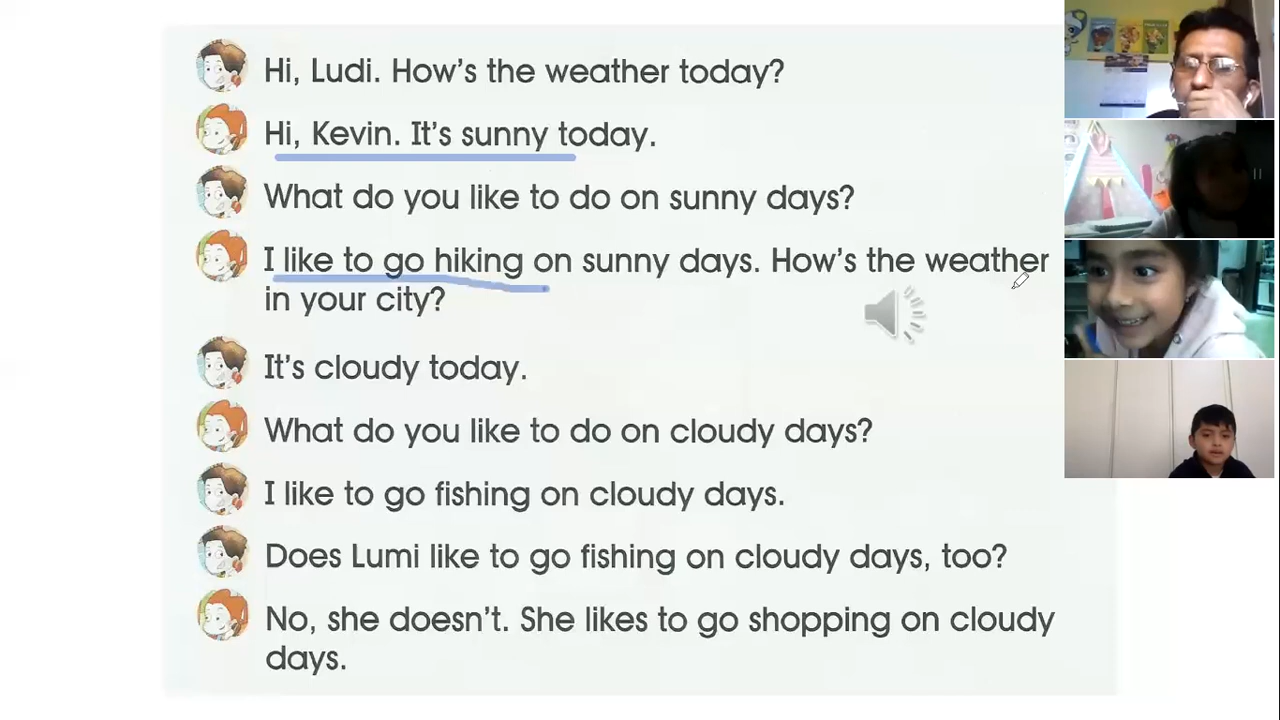 Hi, Ludi. How's the weather today?
Hi, Kevin. It's sunny today.
What do you like to do on sunny days?
I like to go hiking on sunny days. How's the weather
in your city?
It's cloudy today.
What do you like to do on cloudy days?
I like to go fishing on cloudy days.
Does Lumi like to go fishing on cloudy days, too?
No, she doesn't. She likes to go shopping on cloudy
days.